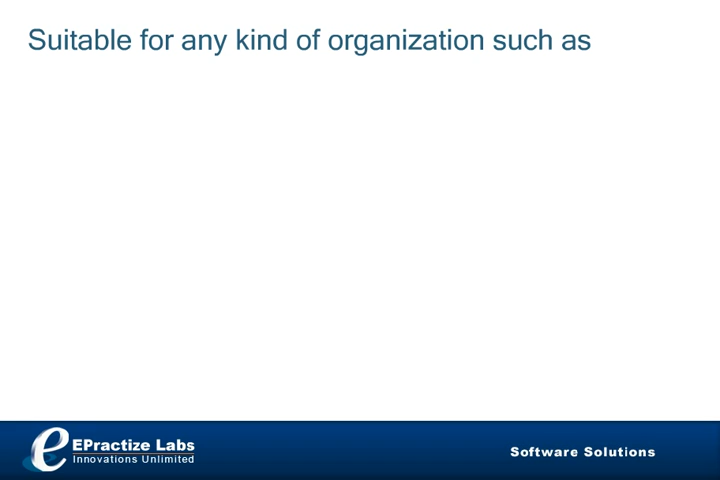 Suitable for any kind of organization such as
EPractize Labs
Innovations Unlimited
Software Solutions